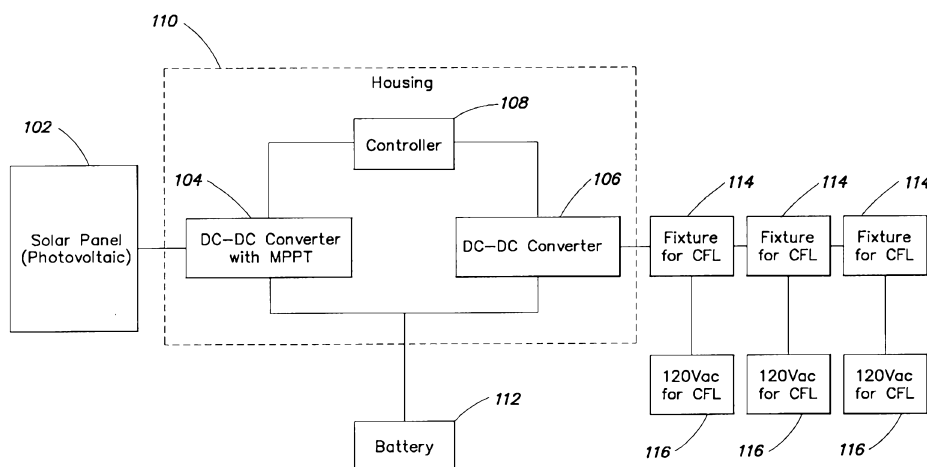 110
Housing
108
Controller
102
104
106
114
114
114
Solar Panel
(Photovoltaic)
DC-DC Converter
with MPPT
DC-DC Converter
Fixture
for CFL
Fixture
for CFL
Fixture
for CFL
120Vac
for CFL
120Vac
for CFL
120Vac
for CFL
112
Battery
116
116
116